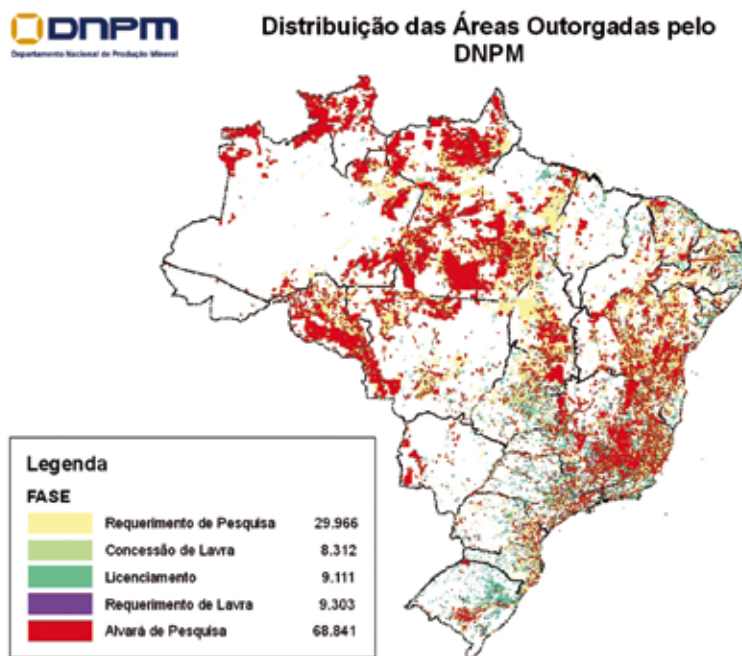 DNPM
Departamento Nacional de Produção Mineral
Distribuição das Áreas Outorgadas pelo
DNPM
Legenda
FASE
Requerimento de Pesquisa 29.966
Concessão de Lavra 8.312
Licenciamento 9.111
Requerimento de Lavra 9.303
Alvará de Pesquisa 68.841